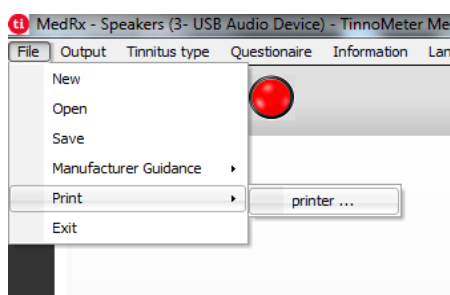 ti MedRx - Speakers (3- USB Audio Device) - TinnoMeter Me
File Output Tinnitus type Questionaire Information Lan
New
Open
Save
Manufacturer Guidance
Print
printer ...
Exit